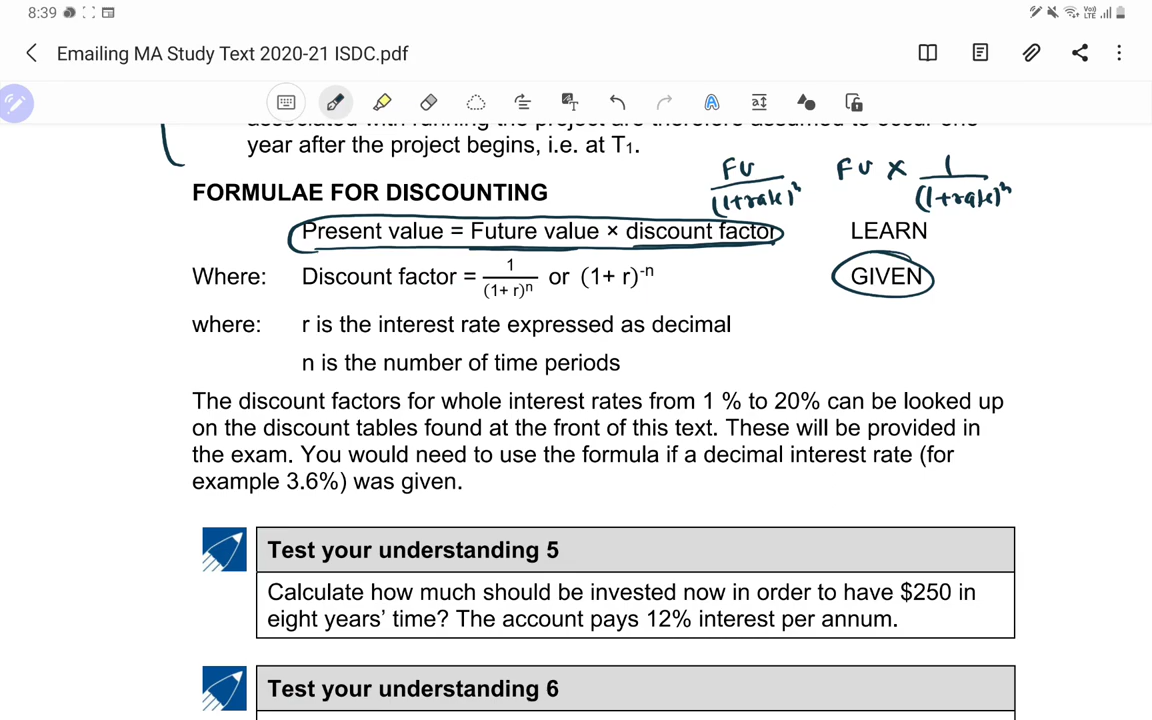 8:39
Emailing MA Study Text 2020-21 ISDC.pdf
year after the project begins, i.e. at T1.
FORMULAE FOR DISCOUNTING
FV / (1+rate)^n FV × 1 / (1+rate)^n
Present value = Future value × discount factor LEARN
Where: Discount factor = 1 / (1+ r)^n or (1+ r)^-n GIVEN
where: r is the interest rate expressed as decimal
n is the number of time periods
The discount factors for whole interest rates from 1 % to 20% can be looked up
on the discount tables found at the front of this text. These will be provided in
the exam. You would need to use the formula if a decimal interest rate (for
example 3.6%) was given.
Test your understanding 5
Calculate how much should be invested now in order to have $250 in
eight years’ time? The account pays 12% interest per annum.
Test your understanding 6